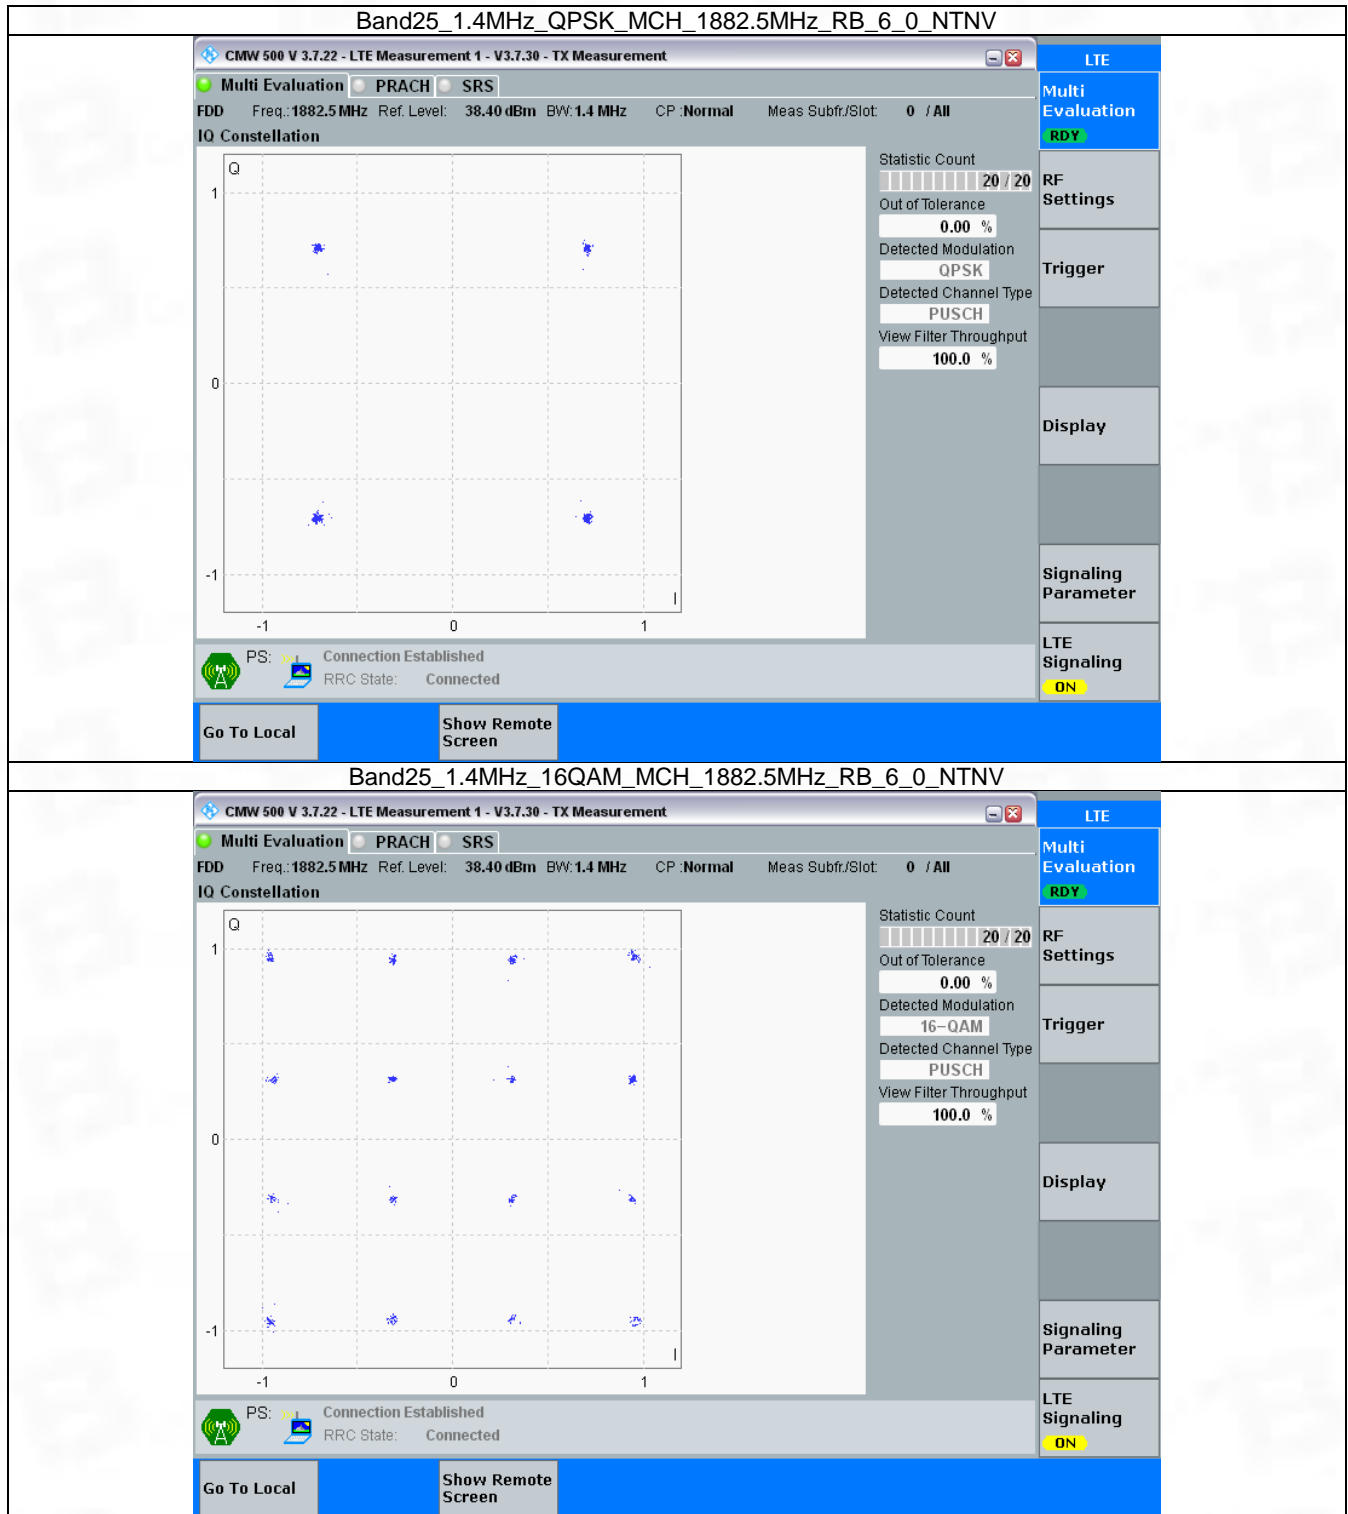 Band25_1.4MHz_QPSK_MCH_1882.5MHz_RB_6_0_NTNV
CMW 500 V 3.7.22 - LTE Measurement 1 - V3.7.30 - TX Measurement
LTE
Multi Evaluation PRACH SRS
Multi
Evaluation
RDY
FDD Freq.: 1882.5 MHz Ref. Level: 38.40 dBm BW: 1.4 MHz CP : Normal Meas Subfr./Slot: 0 / All
IQ Constellation
Q
1
0
-1
I
-1 0 1
Statistic Count
20 / 20
Out of Tolerance
0.00 %
Detected Modulation
QPSK
Detected Channel Type
PUSCH
View Filter Throughput
100.0 %
RF
Settings
Trigger
Display
Signaling
Parameter
LTE
Signaling
ON
PS: Connection Established
RRC State: Connected
Go To Local
Show Remote
Screen
Band25_1.4MHz_16QAM_MCH_1882.5MHz_RB_6_0_NTNV
CMW 500 V 3.7.22 - LTE Measurement 1 - V3.7.30 - TX Measurement
LTE
Multi Evaluation PRACH SRS
Multi
Evaluation
RDY
FDD Freq.: 1882.5 MHz Ref. Level: 38.40 dBm BW: 1.4 MHz CP : Normal Meas Subfr./Slot: 0 / All
IQ Constellation
Q
1
0
-1
I
-1 0 1
Statistic Count
20 / 20
Out of Tolerance
0.00 %
Detected Modulation
16-QAM
Detected Channel Type
PUSCH
View Filter Throughput
100.0 %
RF
Settings
Trigger
Display
Signaling
Parameter
LTE
Signaling
ON
PS: Connection Established
RRC State: Connected
Go To Local
Show Remote
Screen